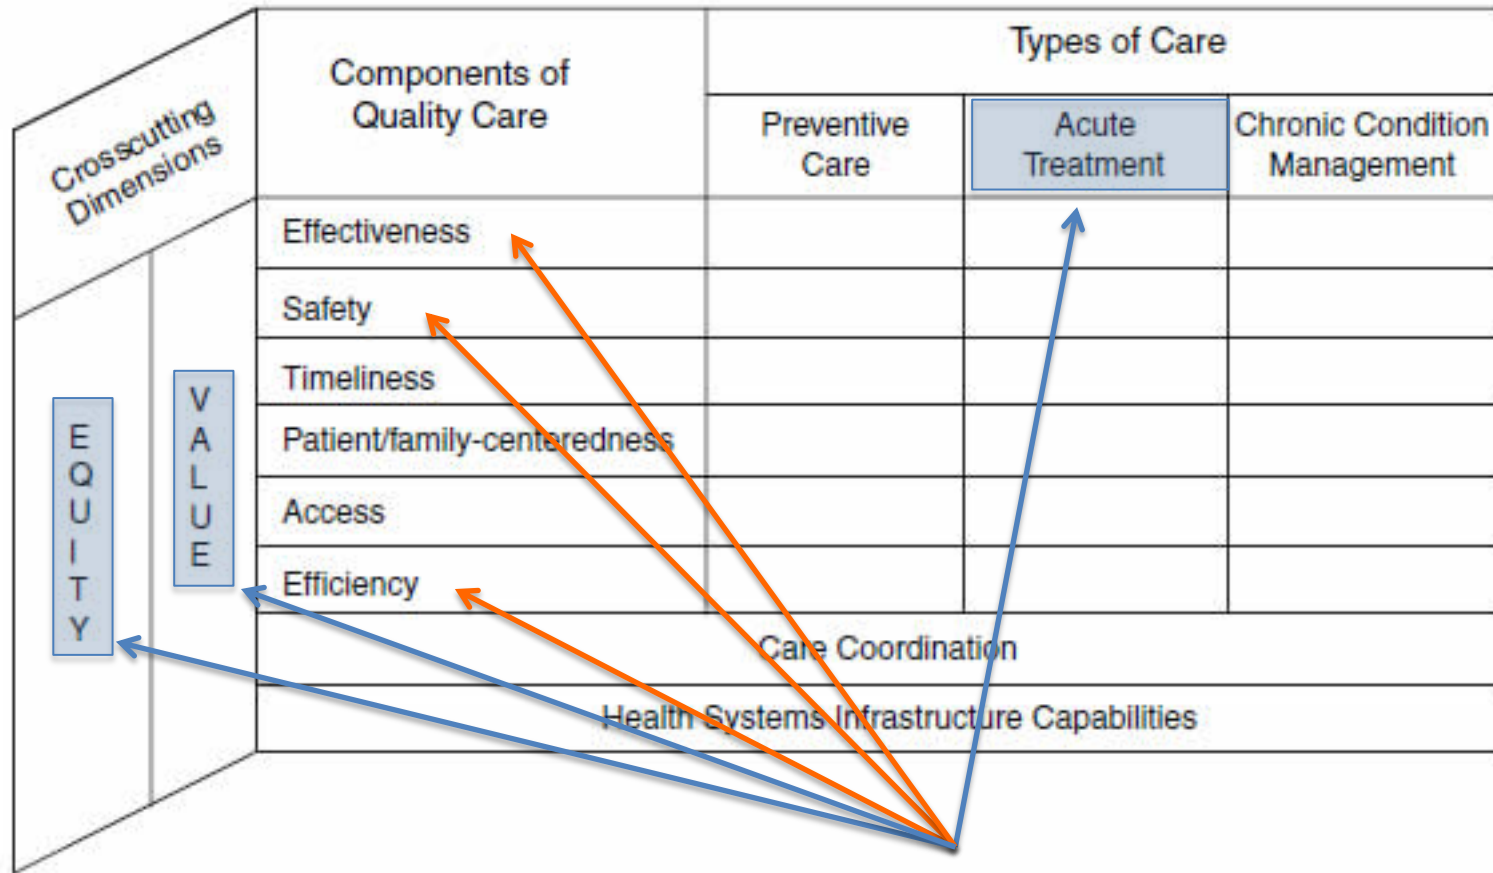 Crosscutting
Dimensions
Components of
Quality Care
Types of Care
Preventive
Care
Acute
Treatment
Chronic Condition
Management
Effectiveness
Safety
Timeliness
Patient/family-centeredness
Access
Efficiency
EQUITY
VALUE
Care Coordination
Health Systems Infrastructure Capabilities